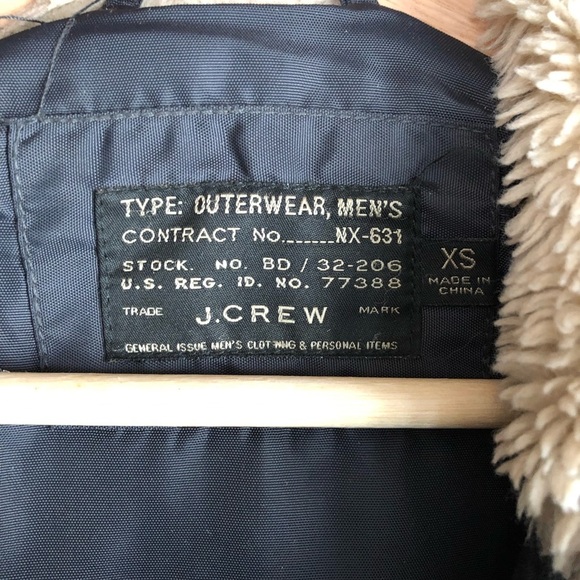 TYPE: OUTERWEAR, MEN'S
CONTRACT No.______NX-631
STOCK. NO. BD / 32-206
U.S. REG. ID. NO. 77388
TRADE J.CREW MARK
GENERAL ISSUE MEN'S CLOTHING & PERSONAL ITEMS
XS
MADE IN
CHINA